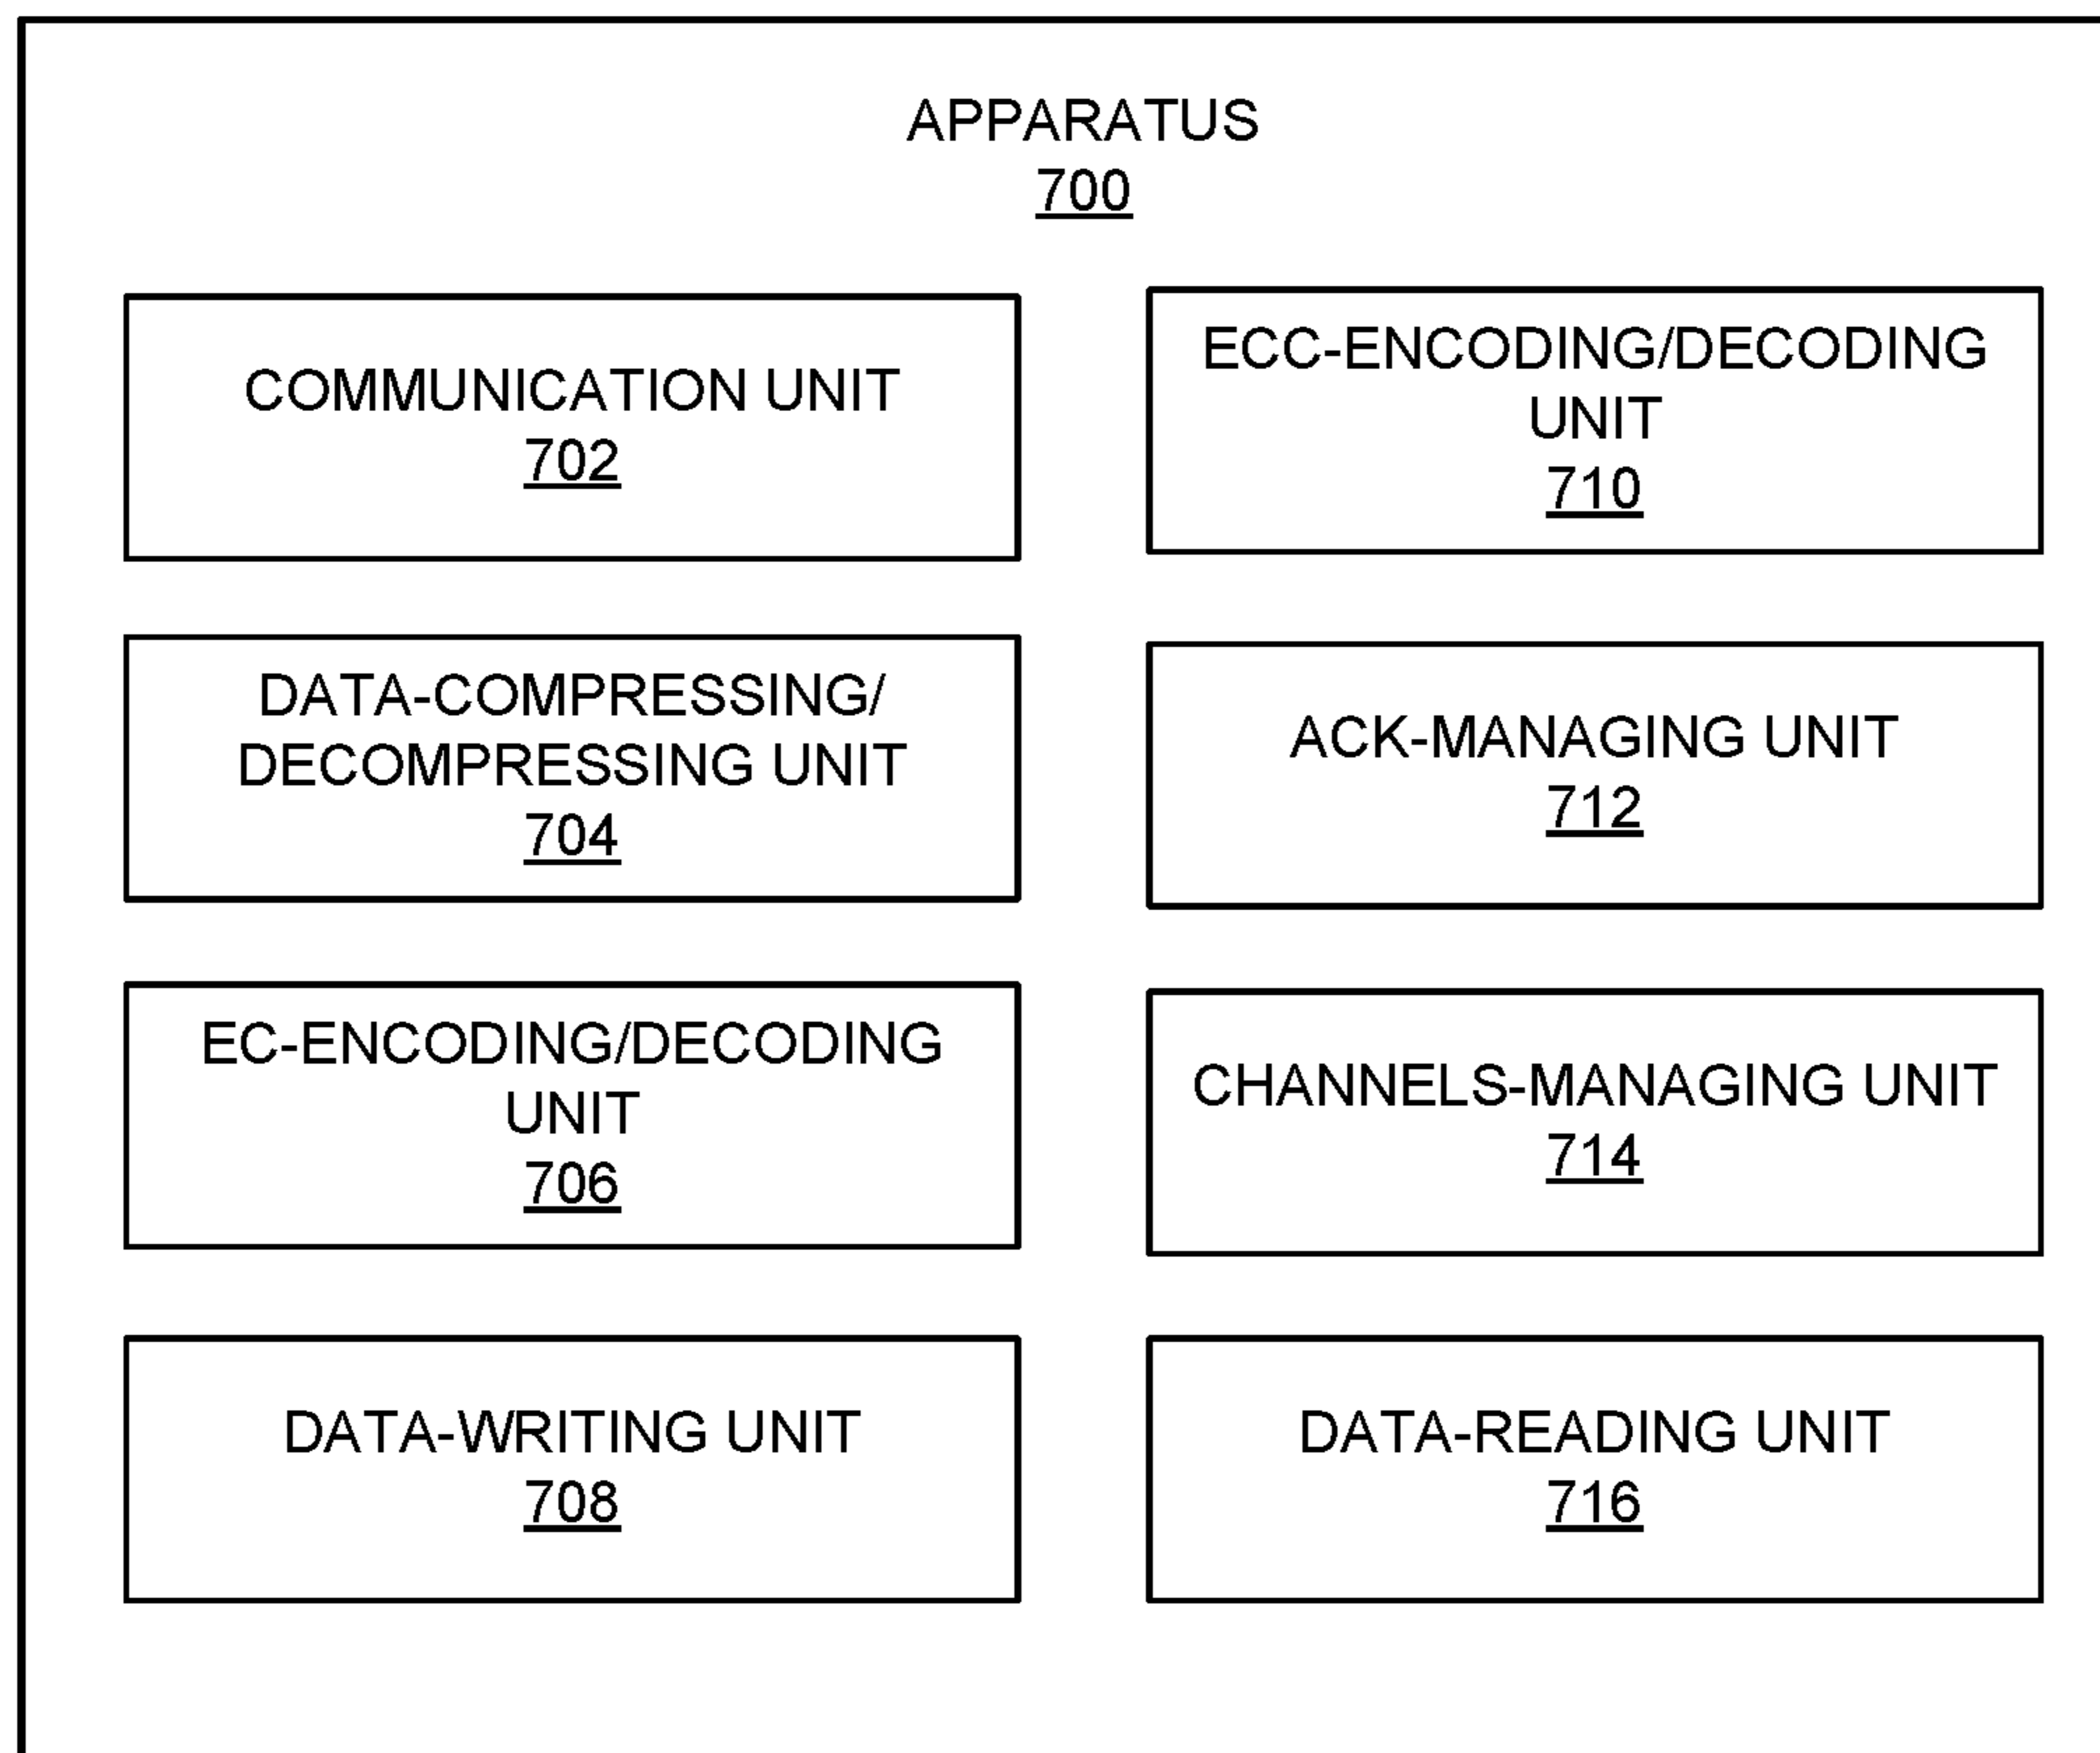 APPARATUS
700
COMMUNICATION UNIT
702
DATA-COMPRESSING/
DECOMPRESSING UNIT
704
EC-ENCODING/DECODING
UNIT
706
DATA-WRITING UNIT
708
ECC-ENCODING/DECODING
UNIT
710
ACK-MANAGING UNIT
712
CHANNELS-MANAGING UNIT
714
DATA-READING UNIT
716